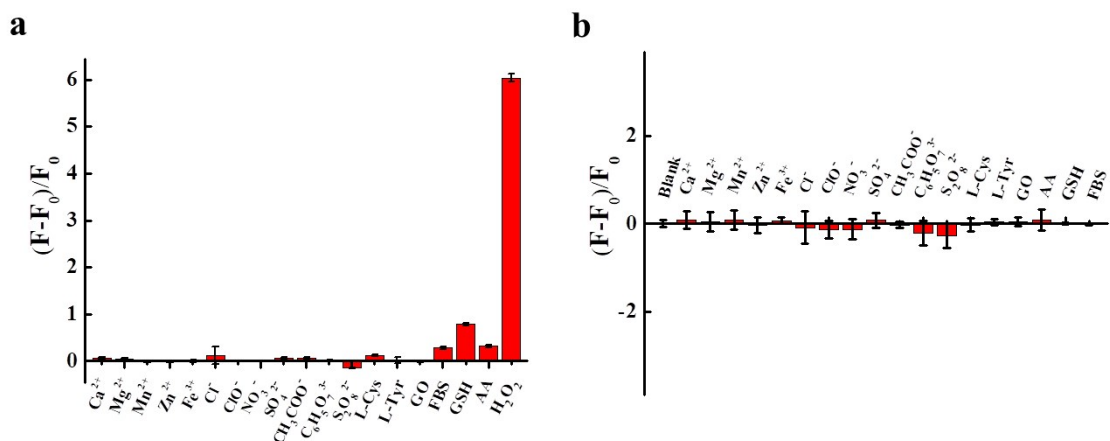 a
(F-F₀)/F₀
6
5
4
3
2
1
0
Ca²⁺
Mg²⁺
Mn²⁺
Zn²⁺
Fe³⁺
Cl⁻
ClO⁻
NO₃⁻
SO₄²⁻
CH₃COO⁻
C₆H₅O₇³⁻
S₂O₈²⁻
L-Cys
L-Tyr
GO
FBS
GSH
AA
H₂O₂
b
(F-F₀)/F₀
2
0
-2
Blank
Ca²⁺
Mg²⁺
Mn²⁺
Zn²⁺
Fe³⁺
Cl⁻
ClO⁻
NO₃⁻
SO₄²⁻
CH₃COO⁻
C₆H₅O₇³⁻
S₂O₈²⁻
L-Cys
L-Tyr
GO
AA
GSH
FBS